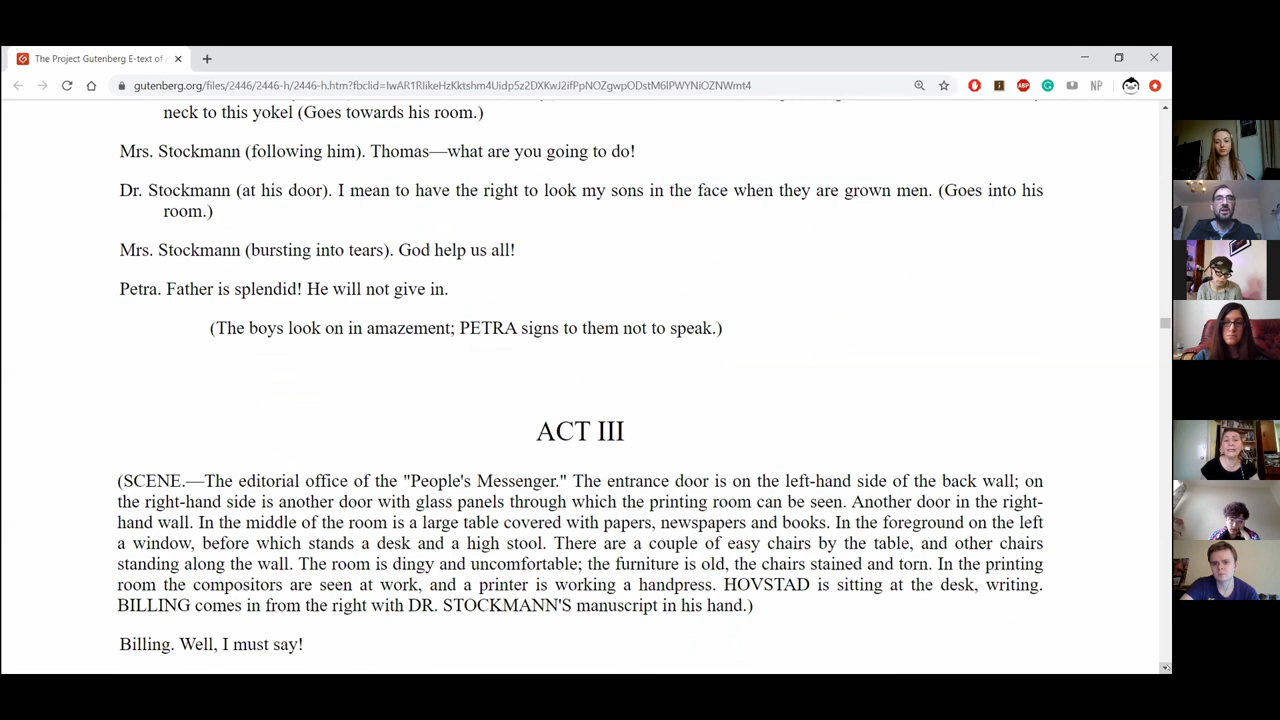 The Project Gutenberg E-text of
gutenberg.org/files/2446/2446-h/2446-h.htm?fbclid=
ABP
NP
neck to this yokel (Goes towards his room.)
Mrs. Stockmann (following him). Thomas—what are you going to do!
Dr. Stockmann (at his door). I mean to have the right to look my sons in the face when they are grown men. (Goes into his
room.)
Mrs. Stockmann (bursting into tears). God help us all!
Petra. Father is splendid! He will not give in.
(The boys look on in amazement; PETRA signs to them not to speak.)
ACT III
(SCENE.—The editorial office of the "People's Messenger." The entrance door is on the left-hand side of the back wall; on
the right-hand side is another door with glass panels through which the printing room can be seen. Another door in the right-
hand wall. In the middle of the room is a large table covered with papers, newspapers and books. In the foreground on the left
a window, before which stands a desk and a high stool. There are a couple of easy chairs by the table, and other chairs
standing along the wall. The room is dingy and uncomfortable; the furniture is old, the chairs stained and torn. In the printing
room the compositors are seen at work, and a printer is working a handpress. HOVSTAD is sitting at the desk, writing.
BILLING comes in from the right with DR. STOCKMANN'S manuscript in his hand.)
Billing. Well, I must say!